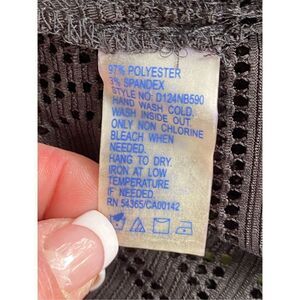 97% POLYESTER
3% SPANDEX
STYLE NO: D124NB590
HAND WASH COLD.
WASH INSIDE OUT.
ONLY NON CHLORINE
BLEACH WHEN
NEEDED.
HANG TO DRY.
IRON AT LOW
TEMPERATURE
IF NEEDED.
RN 54365/CA00142